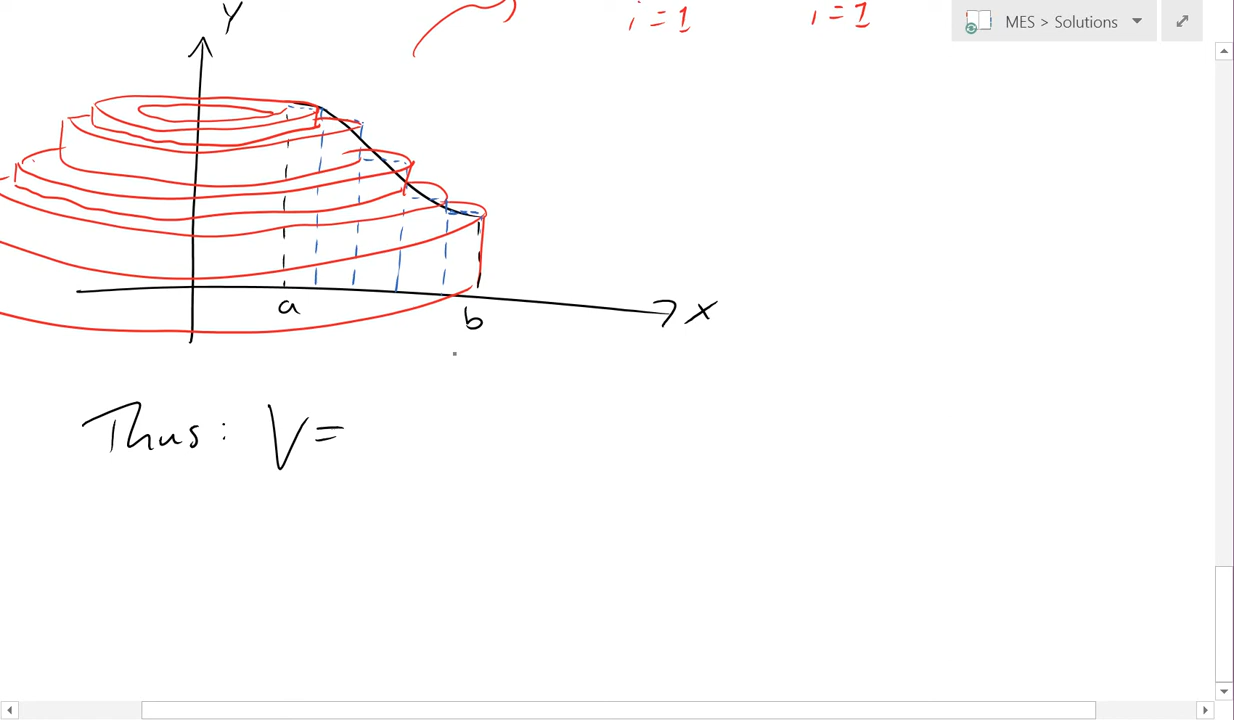 Y
i=1 i=1
MES > Solutions
a
b
X
Thus: V=